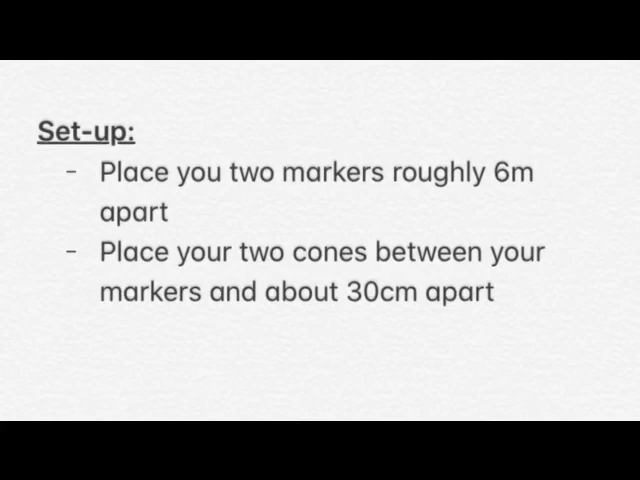 Set-up:
- Place you two markers roughly 6m
apart
- Place your two cones between your
markers and about 30cm apart